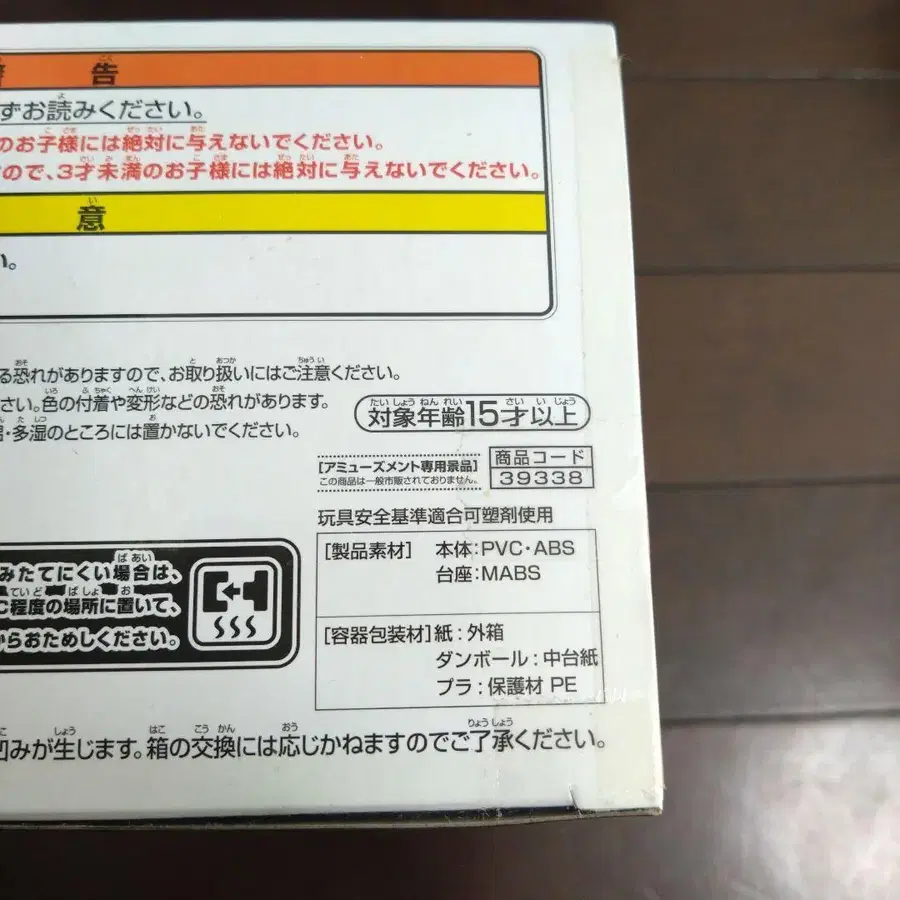 告
ずお読みください。
のお子様には絶対に与えないでください。
ので、3才未満のお子様には絶対に与えないでください。
意
い。
る恐れがありますので、お取り扱いにはご注意ください。
さい。色の付着や変形などの恐れがあります。
・多湿のところには置かないでください。
対象年齢15才以上
[アミューズメント専用景品]
この商品は一般市販されておりません。
商品コード
39338
玩具安全基準適合可塑剤使用
[製品素材] 本体:PVC・ABS
台座:MABS
[容器包装材]紙:外箱
ダンボール:中台紙
プラ:保護材 PE
みたてにくい場合は、
C程度の場所に置いて、
からおためしください。
凹みが生じます。箱の交換には応じかねますのでご了承ください。